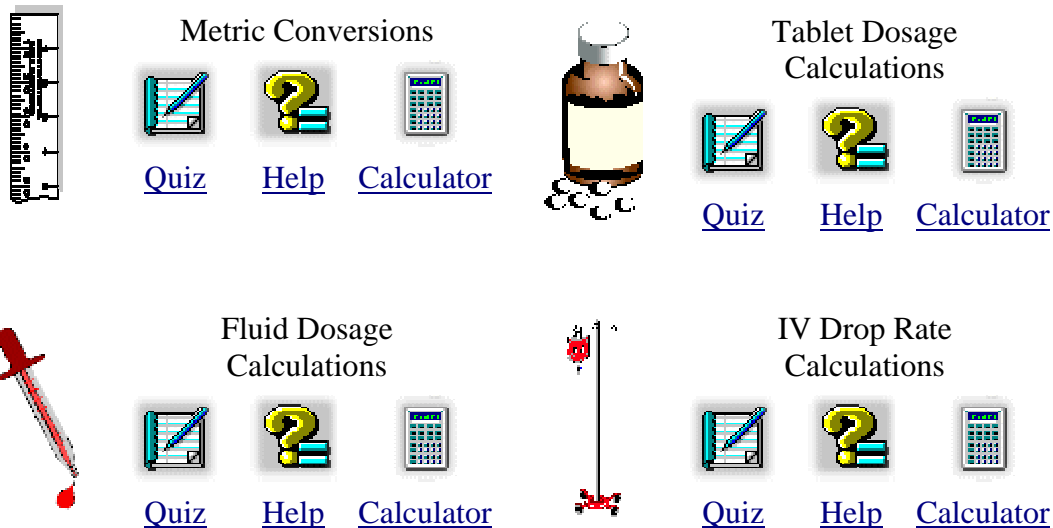 Metric Conversions
Quiz Help Calculator
Tablet Dosage
Calculations
Quiz Help Calculator
Fluid Dosage
Calculations
Quiz Help Calculator
IV Drop Rate
Calculations
Quiz Help Calculator